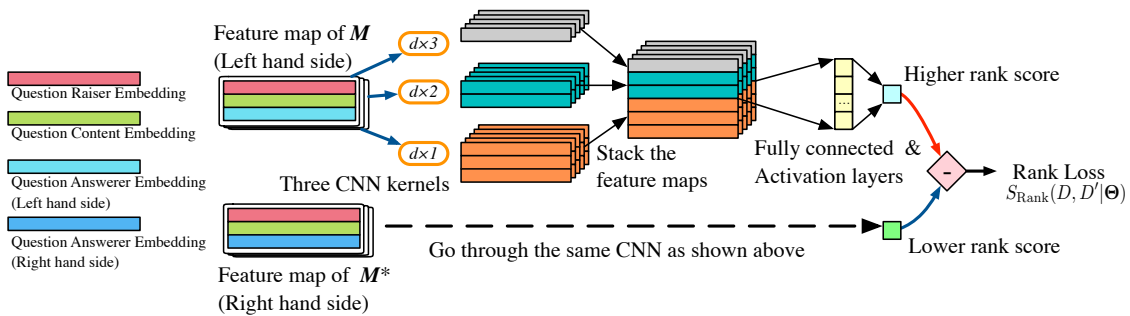 Question Raiser Embedding
Question Content Embedding
Question Answerer Embedding
(Left hand side)
Question Answerer Embedding
(Right hand side)
Feature map of M
(Left hand side)
d×3
d×2
d×1
Three CNN kernels
Stack the
feature maps
...
Fully connected &
Activation layers
Higher rank score
-
Rank Loss
S_Rank(D, D′|Θ)
Feature map of M*
(Right hand side)
Go through the same CNN as shown above
Lower rank score